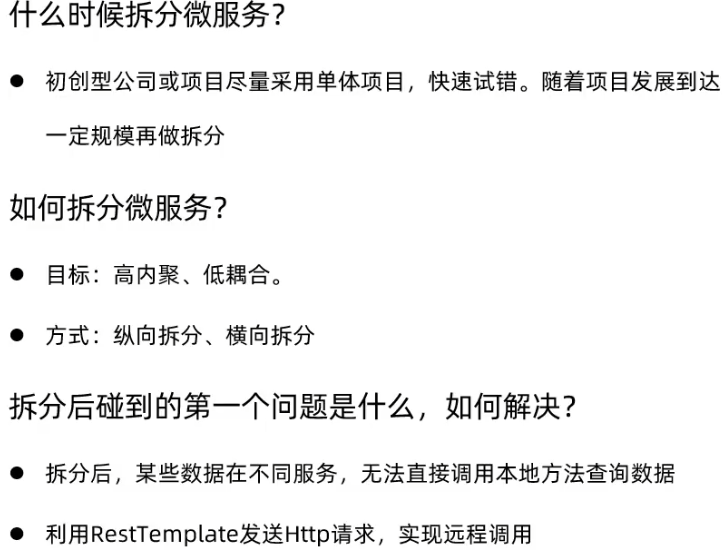 什么时候拆分微服务？
● 初创型公司或项目尽量采用单体项目，快速试错。随着项目发展到达
一定规模再做拆分
如何拆分微服务？
● 目标：高内聚、低耦合。
● 方式：纵向拆分、横向拆分
拆分后碰到的第一个问题是什么，如何解决？
● 拆分后，某些数据在不同服务，无法直接调用本地方法查询数据
● 利用RestTemplate发送Http请求，实现远程调用